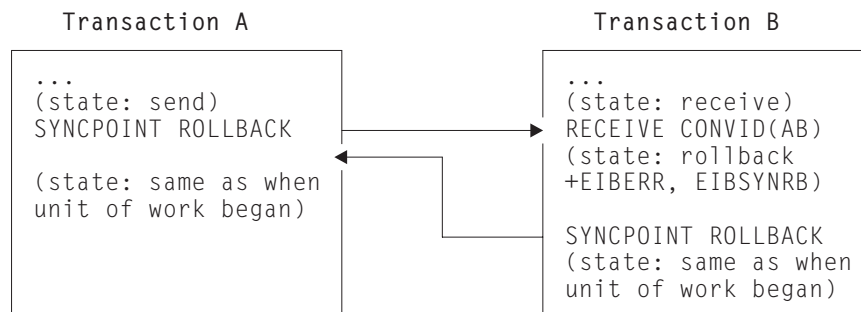 Transaction A
...
(state: send)
SYNCPOINT ROLLBACK
(state: same as when
unit of work began)
Transaction B
...
(state: receive)
RECEIVE CONVID(AB)
(state: rollback
+EIBERR, EIBSYNRB)
SYNCPOINT ROLLBACK
(state: same as when
unit of work began)